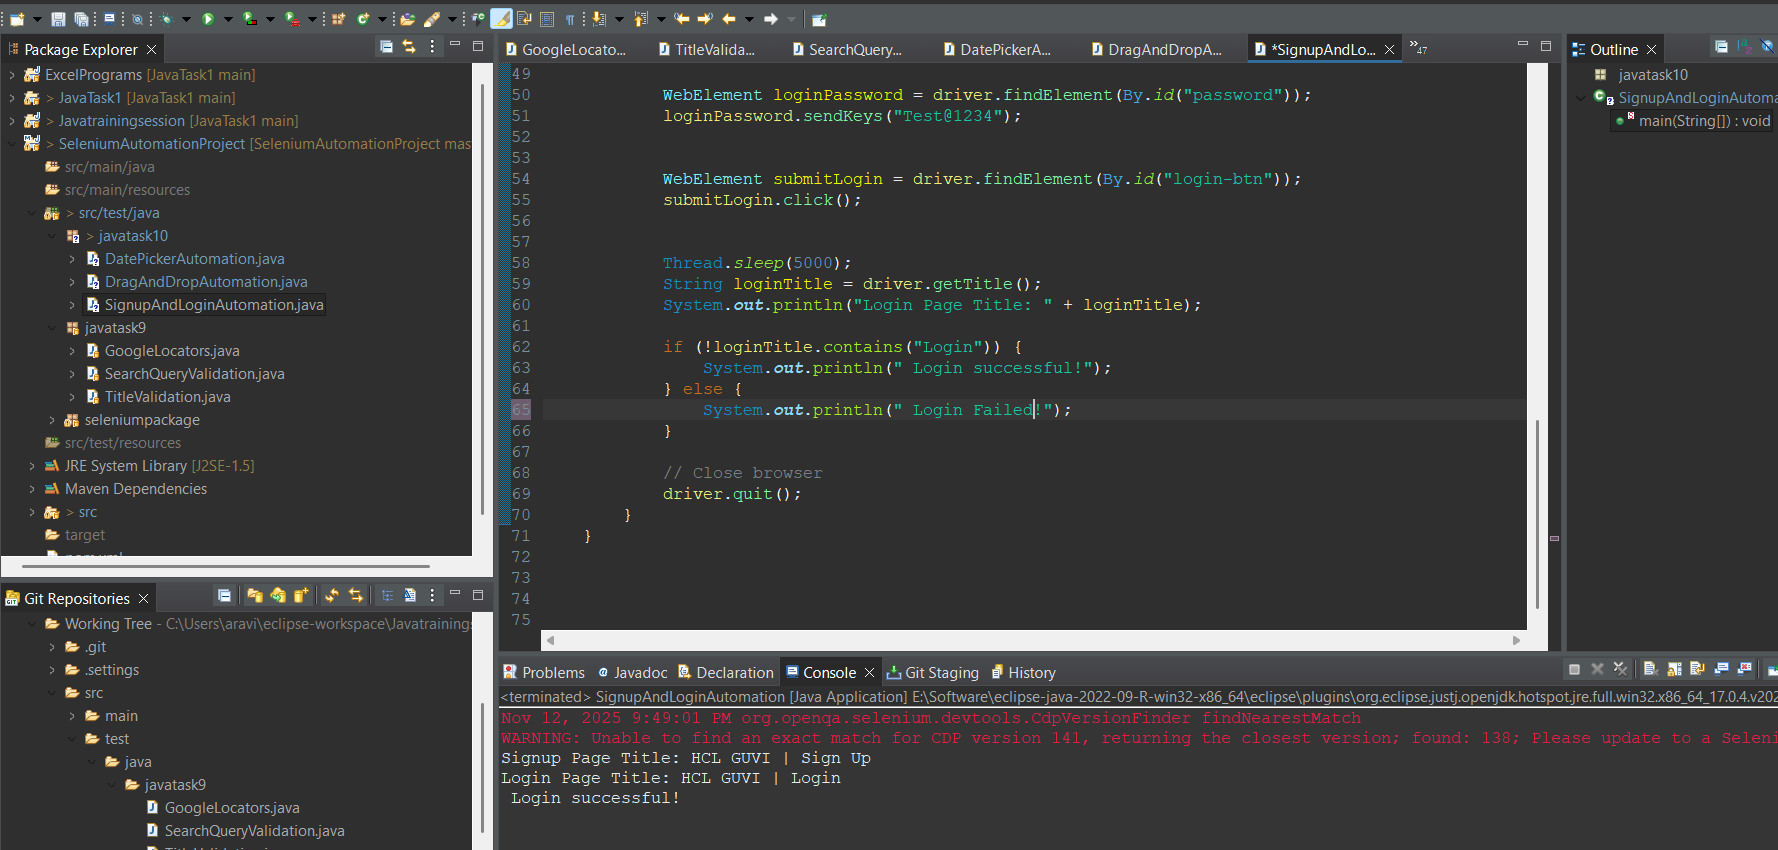 Package Explorer
ExcelPrograms [JavaTask1 main]
> JavaTask1 [JavaTask1 main]
> Javatrainingsession [JavaTask1 main]
> SeleniumAutomationProject [SeleniumAutomationProject mas
src/main/java
src/main/resources
> src/test/java
> javatask10
DatePickerAutomation.java
DragAndDropAutomation.java
SignupAndLoginAutomation.java
javatask9
GoogleLocators.java
SearchQueryValidation.java
TitleValidation.java
seleniumpackage
src/test/resources
JRE System Library [J2SE-1.5]
Maven Dependencies
> src
target
Git Repositories
Working Tree - C:\Users\aravi\eclipse-workspace\Javatrainings
.git
.settings
src
main
test
java
javatask9
GoogleLocators.java
SearchQueryValidation.java
GoogleLocato... TitleValida... SearchQuery... DatePickerA... DragAndDropA... *SignupAndLo... »47
49
50 WebElement loginPassword = driver.findElement(By.id("password"));
51 loginPassword.sendKeys("Test@1234");
52
53
54 WebElement submitLogin = driver.findElement(By.id("login-btn"));
55 submitLogin.click();
56
57
58 Thread.sleep(5000);
59 String loginTitle = driver.getTitle();
60 System.out.println("Login Page Title: " + loginTitle);
61
62 if (!loginTitle.contains("Login")) {
63 System.out.println(" Login successful!");
64 } else {
65 System.out.println(" Login Failed!");
66 }
67
68 // Close browser
69 driver.quit();
70 }
71 }
72
73
74
75
Problems Javadoc Declaration Console Git Staging History
<terminated> SignupAndLoginAutomation [Java Application] E:\Software\eclipse-java-2022-09-R-win32-x86_64\eclipse\plugins\org.eclipse.justj.openjdk.hotspot.jre.full.win32.x86_64_17.0.4.v202
Nov 12, 2025 9:49:01 PM org.openqa.selenium.devtools.CdpVersionFinder findNearestMatch
WARNING: Unable to find an exact match for CDP version 141, returning the closest version; found: 138; Please update to a Seleni
Signup Page Title: HCL GUVI | Sign Up
Login Page Title: HCL GUVI | Login
Login successful!
Outline
javatask10
SignupAndLoginAutoma
main(String[]) : void